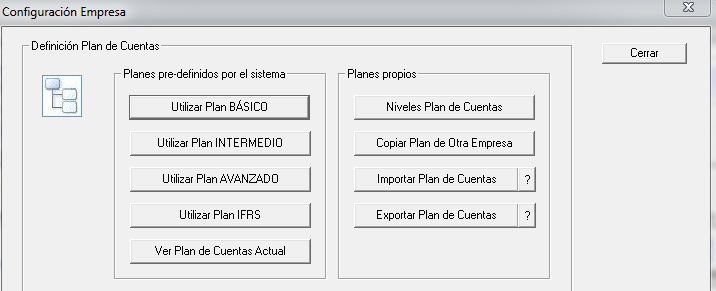 Configuración Empresa
Definición Plan de Cuentas
Cerrar
Planes pre-definidos por el sistema
Utilizar Plan BÁSICO
Utilizar Plan INTERMEDIO
Utilizar Plan AVANZADO
Utilizar Plan IFRS
Ver Plan de Cuentas Actual
Planes propios
Niveles Plan de Cuentas
Copiar Plan de Otra Empresa
Importar Plan de Cuentas ?
Exportar Plan de Cuentas ?